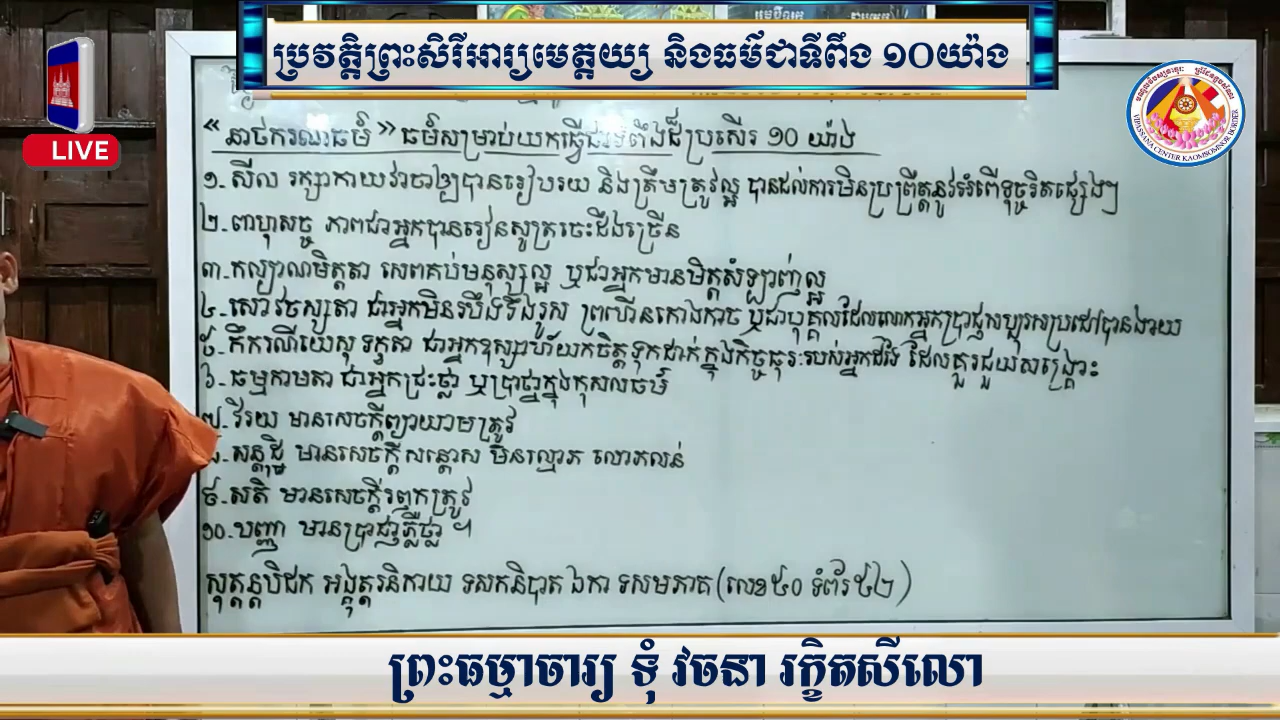 ប្រវត្តិព្រះសិរីអារ្យមេត្តយ្យ និងធម៌ជាទីពឹង ១០យ៉ាង
LIVE
VIPASSANA CENTER KAOMSOMNOR BORDER
« នាថករណធម៌ » ធម៌សម្រាប់យកធ្វើជាទីពឹងដ៏ប្រសើរ ១០ យ៉ាង
១. សីល រក្សាកាយវាចាឲ្យបានរៀបរយ និងត្រឹមត្រូវល្អ បានដល់ការមិនប្រព្រឹត្តនូវអំពើទុច្ចរិតផ្សេងៗ
២. ពាហុសច្ច ភាពជាអ្នកបានរៀនសូត្រចេះដឹងច្រើន
៣. កល្យាណមិត្តតា សេពគប់មនុស្សល្អ ឬជាអ្នកមានមិត្តសំឡាញ់ល្អ
៤. សោវចស្សតា ជាអ្នកមិនរឹងទទឹងរូស ព្រហើនកោងកាច ឬជាបុគ្គលដែលលោកអ្នកប្រាជ្ញសប្បុរសប្រដៅបានងាយ
៥. កឹករណីយេសុ ទក្ខតា ជាអ្នកឧស្សាហ៍យកចិត្តទុកដាក់ក្នុងកិច្ចធុរៈរបស់អ្នកដទៃ ដែលគួរជួយសង្គ្រោះ
៦. ធម្មកាមតា ជាអ្នកជ្រះថ្លា ឬប្រាថ្នាក្នុងកុសលធម៌
៧. វីរយ មានសេចក្តីព្យាយាមត្រូវ
៨. សន្តុដ្ឋិ មានសេចក្តីសន្តោស មិនល្មោភ លោភលន់
៩. សតិ មានសេចក្តីរឭកត្រូវ
១០. បញ្ញា មានប្រាជ្ញាភ្លឺថ្លា ។
សុត្តន្តបិដក អង្គុត្តរនិកាយ ទសកនិបាត ឯកា ទសមភាគ (លេខ ៥០ ទំព័រ ៥២)
ព្រះធម្មាចារ្យ ទុំ វចនា រក្ខិតសីលោ